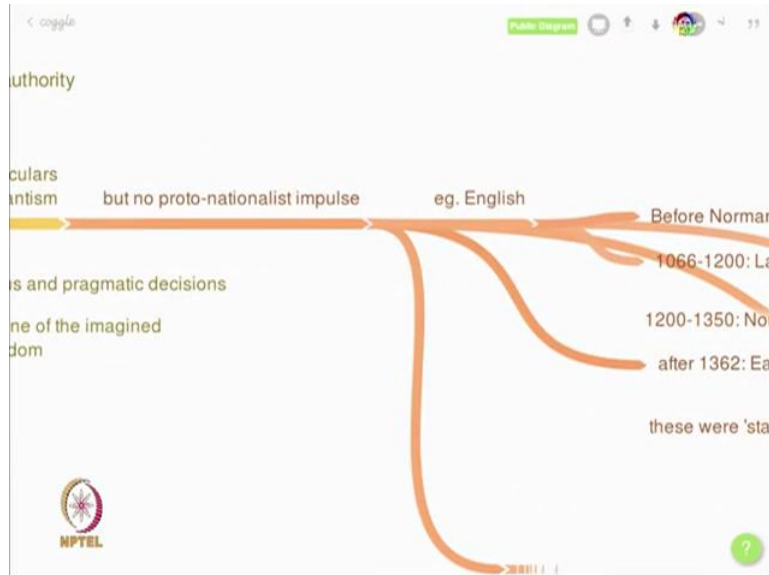 coggle
Public Diagram
uthority
culars
antism
but no proto-nationalist impulse
eg. English
Before Norman
1066-1200: La
s and pragmatic decisions
ne of the imagined
dom
1200-1350: No
after 1362: Ea
these were 'sta
NPTEL
?